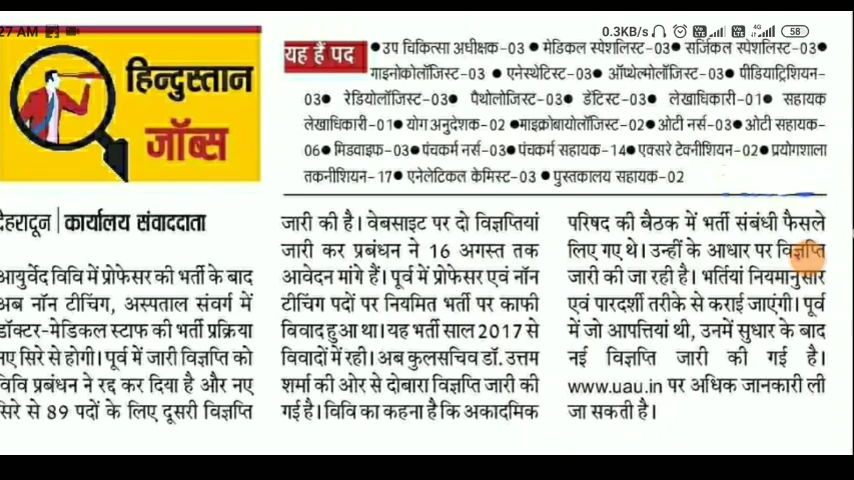 27 AM
0.3KB/S
4G
58
हिन्दुस्तान
जॉब्स
यह हैं पद
●उप चिकित्सा अधीक्षक-03 ● मेडिकल स्पेशलिस्ट-03● सर्जिकल स्पेशलिस्ट-03●
गाइनोकोलॉजिस्ट-03 ● एनेस्थेटिस्ट-03● ऑप्थेल्मोलॉजिस्ट-03● पीडियाट्रिशियन-
03● रेडियोलॉजिस्ट-03● पैथोलोजिस्ट-03● डेंटिस्ट-03● लेखाधिकारी-01● सहायक
लेखाधिकारी-01● योग अनुदेशक-02 ●माइक्रोबायोलॉजिस्ट-02● ओटी नर्स-03● ओटी सहायक-
06● मिडवाइफ-03● पंचकर्म नर्स-03● पंचकर्म सहायक-14● एक्सरे टेक्नीशियन-02● प्रयोगशाला
तकनीशियन-17● एनेलेटिकल केमिस्ट-03 ●पुस्तकालय सहायक-02
देहरादून | कार्यालय संवाददाता
आयुर्वेद विवि में प्रोफेसर की भर्ती के बाद
अब नॉन टीचिंग, अस्पताल संवर्ग में
डॉक्टर-मेडिकल स्टाफ की भर्ती प्रक्रिया
नए सिरे से होगी। पूर्व में जारी विज्ञप्ति को
विवि प्रबंधन ने रद्द कर दिया है और नए
सिरे से 89 पदों के लिए दूसरी विज्ञप्ति
जारी की है। वेबसाइट पर दो विज्ञप्तियां
जारी कर प्रबंधन ने 16 अगस्त तक
आवेदन मांगे हैं। पूर्व में प्रोफेसर एवं नॉन
टीचिंग पदों पर नियमित भर्ती पर काफी
विवाद हुआ था। यह भर्ती साल 2017 से
विवादों में रही। अब कुलसचिव डॉ. उत्तम
शर्मा की ओर से दोबारा विज्ञप्ति जारी की
गई है। विवि का कहना है कि अकादमिक
परिषद की बैठक में भर्ती संबंधी फैसले
लिए गए थे। उन्हीं के आधार पर विज्ञप्ति
जारी की जा रही है। भर्तियां नियमानुसार
एवं पारदर्शी तरीके से कराई जाएंगी। पूर्व
में जो आपत्तियां थी, उनमें सुधार के बाद
नई विज्ञप्ति जारी की गई है।
www.uau.in पर अधिक जानकारी ली
जा सकती है।